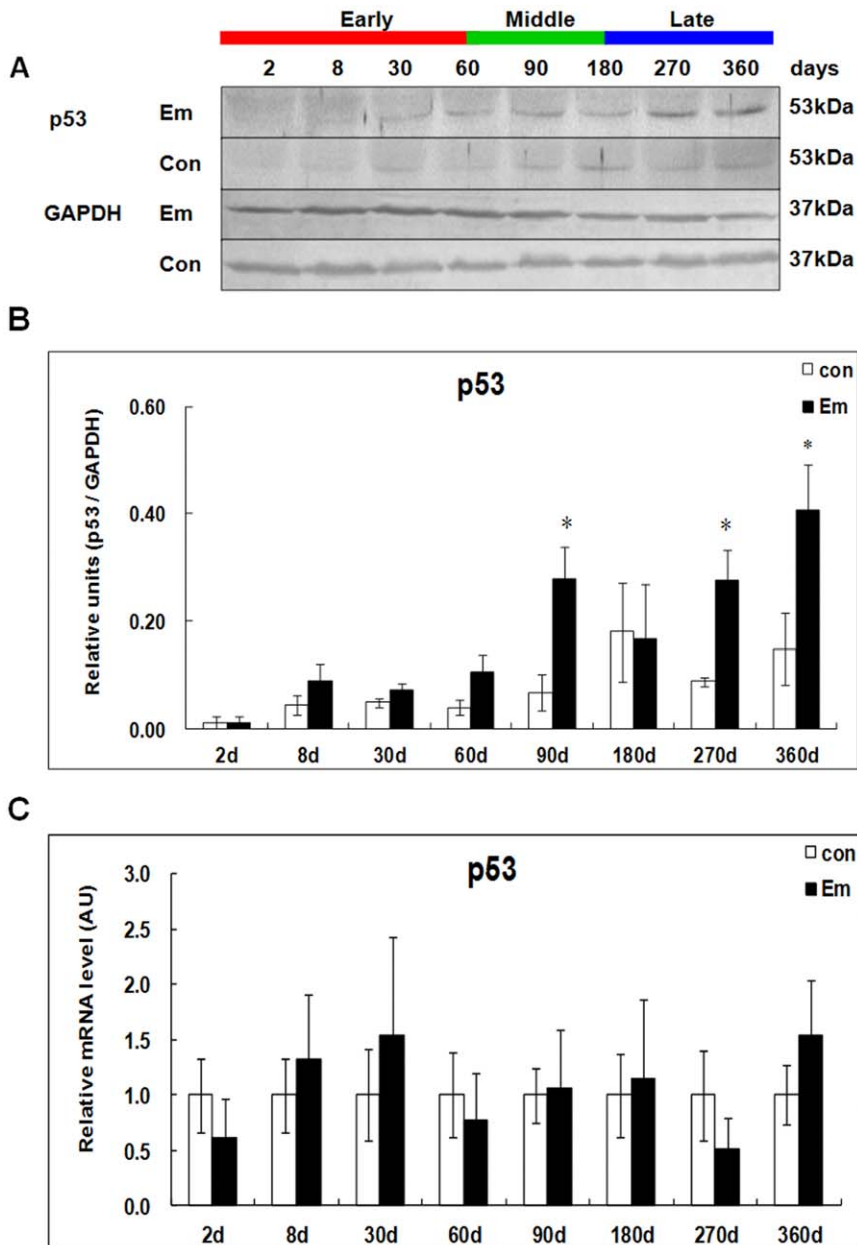 Early Middle Late
A 2 8 30 60 90 180 270 360 days
p53 Em 53kDa
Con 53kDa
GAPDH Em 37kDa
Con 37kDa
B
p53
con
Em
Relative units (p53 / GAPDH)
0.60
0.40
0.20
0.00
*
*
*
2d 8d 30d 60d 90d 180d 270d 360d
C
p53
con
Em
Relative mRNA level (AU)
3.0
2.5
2.0
1.5
1.0
0.5
0.0
2d 8d 30d 60d 90d 180d 270d 360d